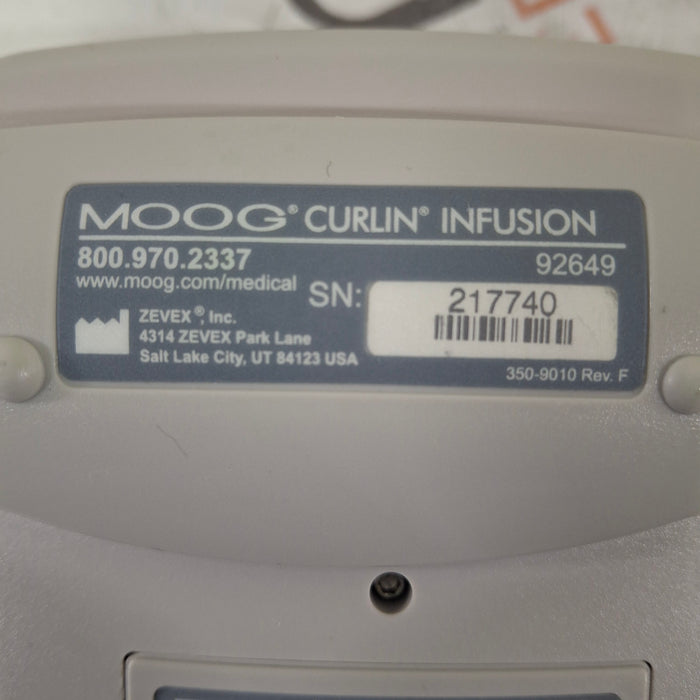 MOOG® CURLIN® INFUSION
800.970.2337
92649
www.moog.com/medical
SN: 217740
ZEVEX®, Inc.
4314 ZEVEX Park Lane
Salt Lake City, UT 84123 USA
350-9010 Rev. F